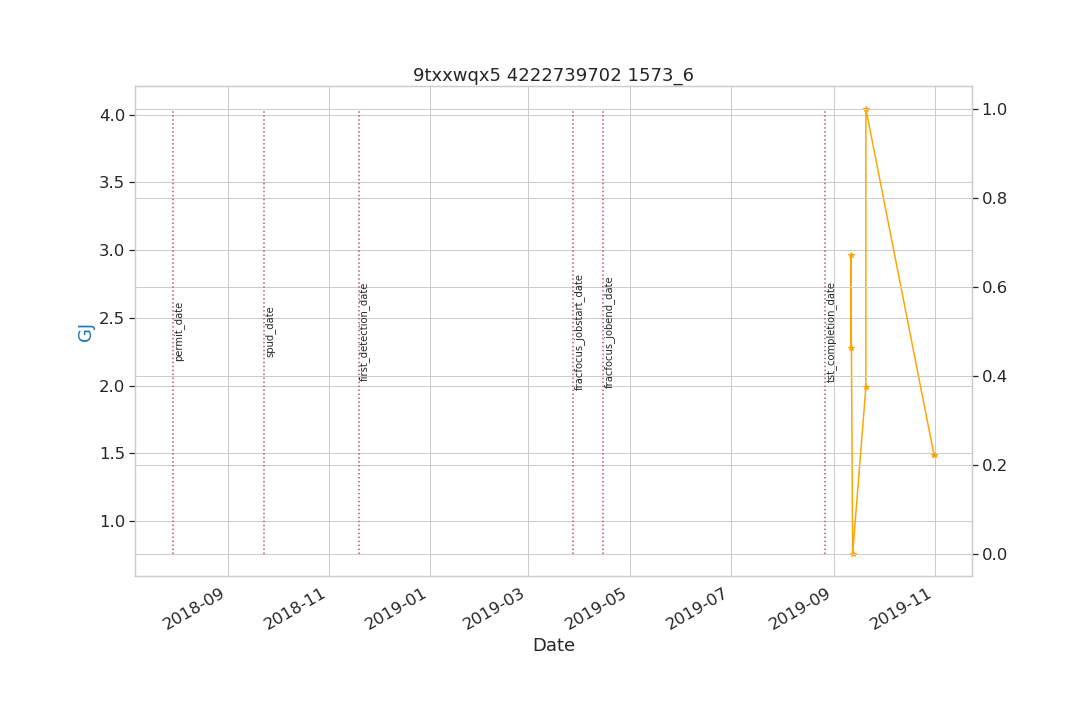 9txxwqx5 4222739702 1573_6
4.0
3.5
3.0
2.5
2.0
1.5
1.0
GJ
1.0
0.8
0.6
0.4
0.2
0.0
permit_date
spud_date
first_detection_date
fracfocus_jobstart_date
fracfocus_jobend_date
tst_completion_date
2018-09
2018-11
2019-01
2019-03
2019-05
2019-07
2019-09
2019-11
Date